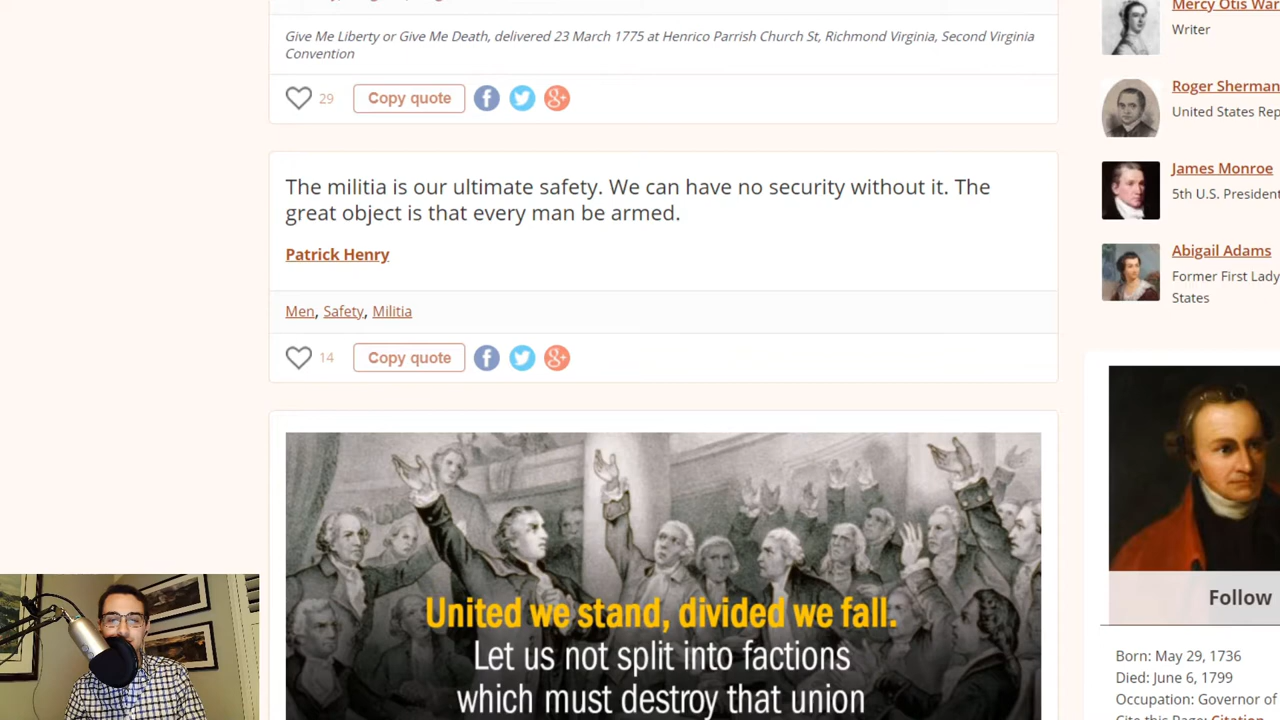 Give Me Liberty or Give Me Death, delivered 23 March 1775 at Henrico Parrish Church St, Richmond Virginia, Second Virginia
Convention
29
Copy quote
The militia is our ultimate safety. We can have no security without it. The
great object is that every man be armed.
Patrick Henry
Men, Safety, Militia
14
Copy quote
United we stand, divided we fall.
Let us not split into factions
which must destroy that union
Mercy Otis War
Writer
Roger Sherman
United States Rep
James Monroe
5th U.S. President
Abigail Adams
Former First Lady
States
Follow
Born: May 29, 1736
Died: June 6, 1799
Occupation: Governor of
Cite this Page: Citation